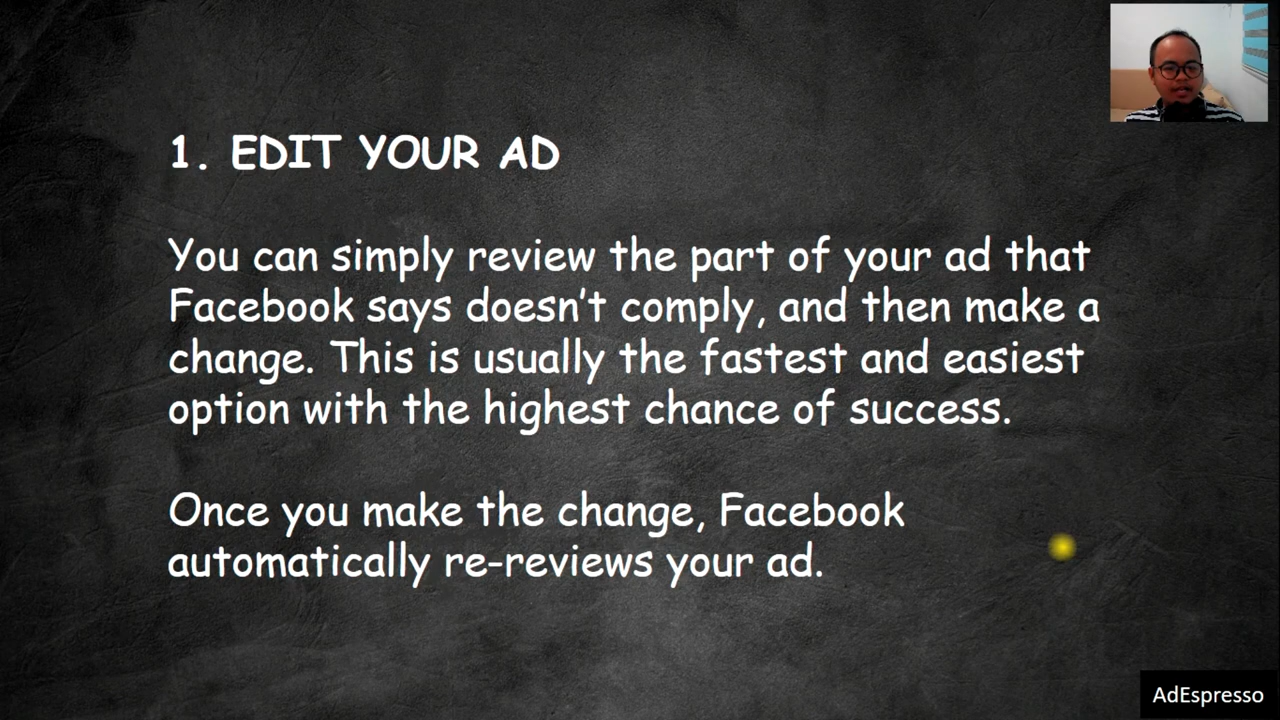 1. EDIT YOUR AD
You can simply review the part of your ad that
Facebook says doesn’t comply, and then make a
change. This is usually the fastest and easiest
option with the highest chance of success.
Once you make the change, Facebook
automatically re-reviews your ad.
AdEspresso